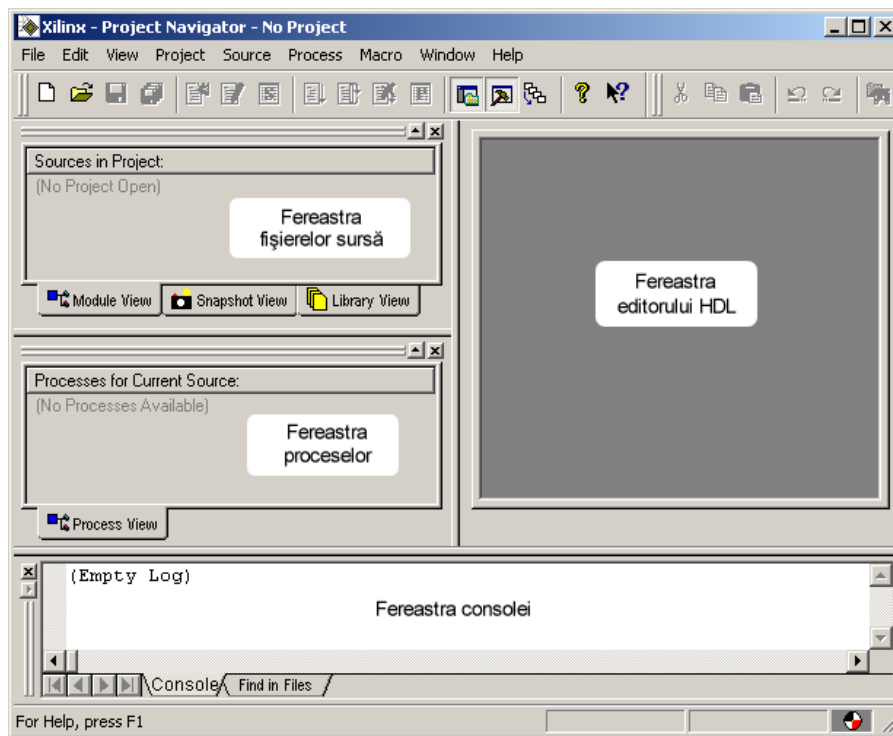 Xilinx - Project Navigator - No Project
File Edit View Project Source Process Macro Window Help
Sources in Project:
(No Project Open)
Fereastra
fişierelor sursă
Module View Snapshot View Library View
Fereastra
editorului HDL
Processes for Current Source:
(No Processes Available)
Fereastra
proceselor
Process View
(Empty Log)
Fereastra consolei
Console Find in Files
For Help, press F1